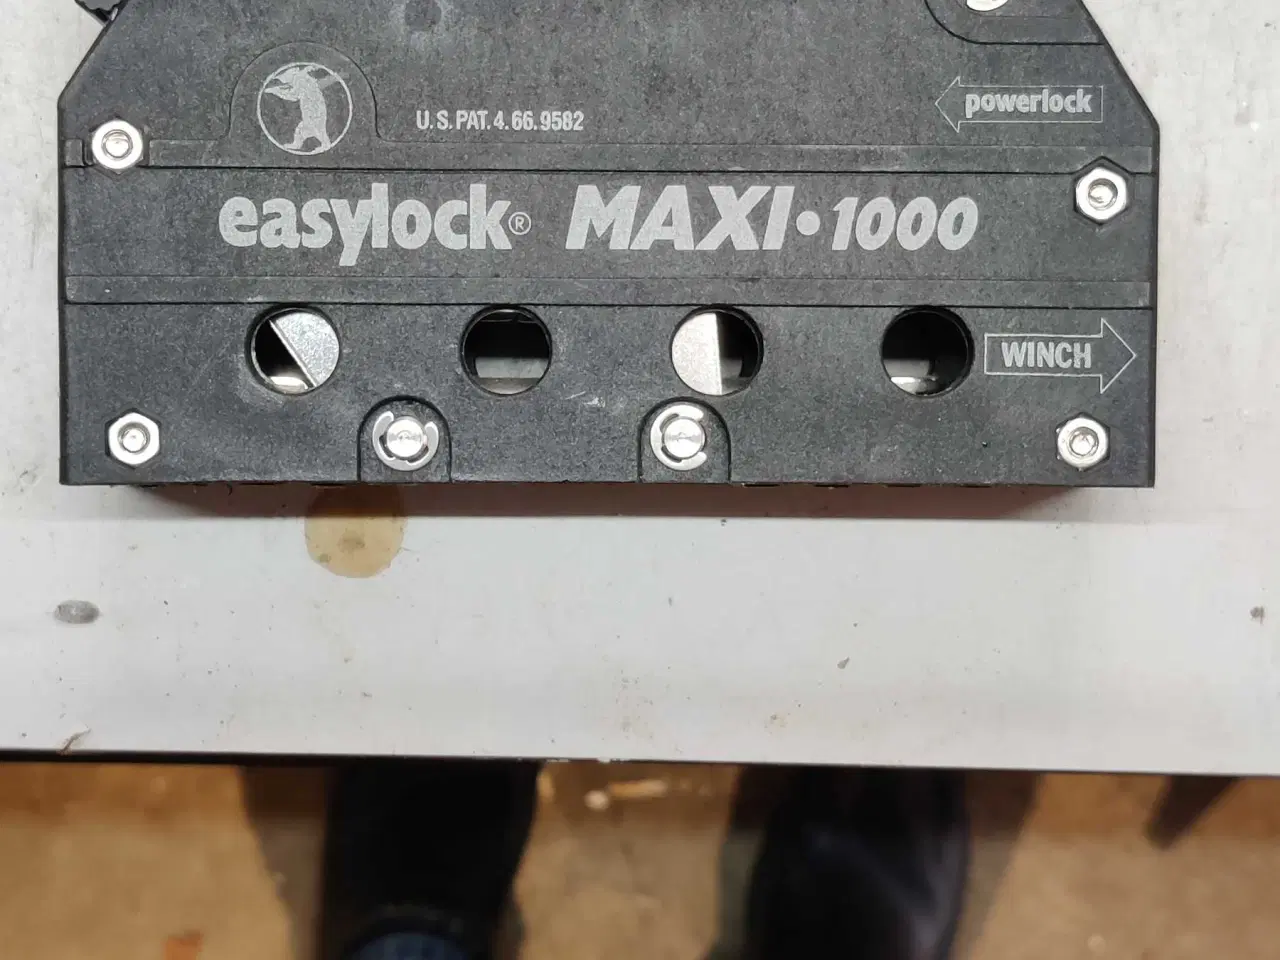 U.S. PAT. 4.66.9582
powerlock
easylock® MAXI•1000
WINCH